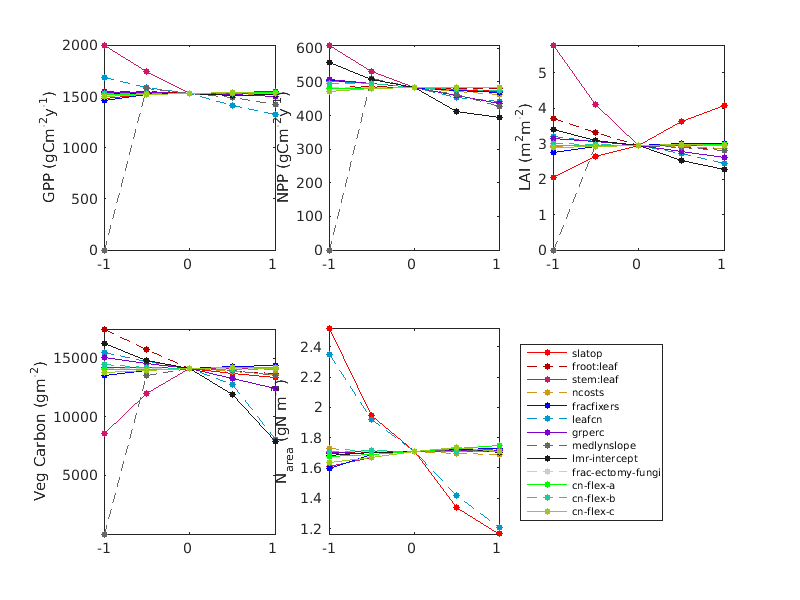 2000
1500
1000
500
0
-1
0
1
GPP (gCm-2y-1)
600
500
400
300
200
100
0
-1
0
1
NPP (gCm-2y-1)
5
4
3
2
1
0
-1
0
1
LAI (m2m-2)
15000
10000
5000
-1
0
1
Veg Carbon (gm-2)
2.4
2.2
2
1.8
1.6
1.4
1.2
-1
0
1
Narea (gN m-2)
slatop
froot:leaf
stem:leaf
ncosts
fracfixers
leafcn
grperc
medlynslope
lmr-intercept
frac-ectomy-fungi
cn-flex-a
cn-flex-b
cn-flex-c